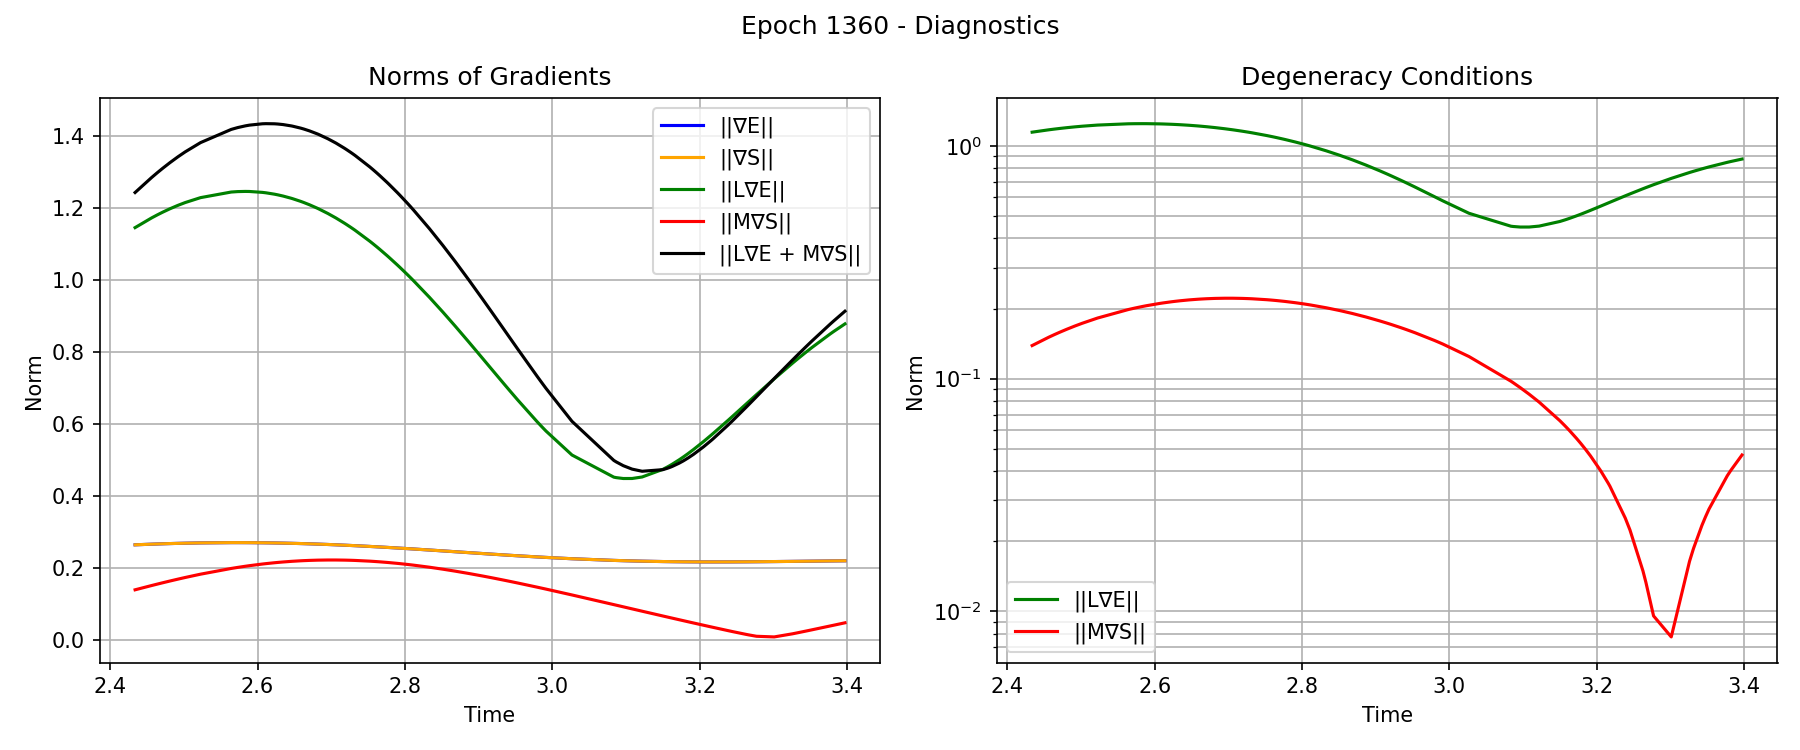 Epoch 1360 - Diagnostics
Norms of Gradients
||∇E||
||∇S||
||L∇E||
||M∇S||
||L∇E + M∇S||
Norm
1.4
1.2
1.0
0.8
0.6
0.4
0.2
0.0
2.4 2.6 2.8 3.0 3.2 3.4
Time
Degeneracy Conditions
Norm
10⁰
10⁻¹
10⁻²
||L∇E||
||M∇S||
2.4 2.6 2.8 3.0 3.2 3.4
Time